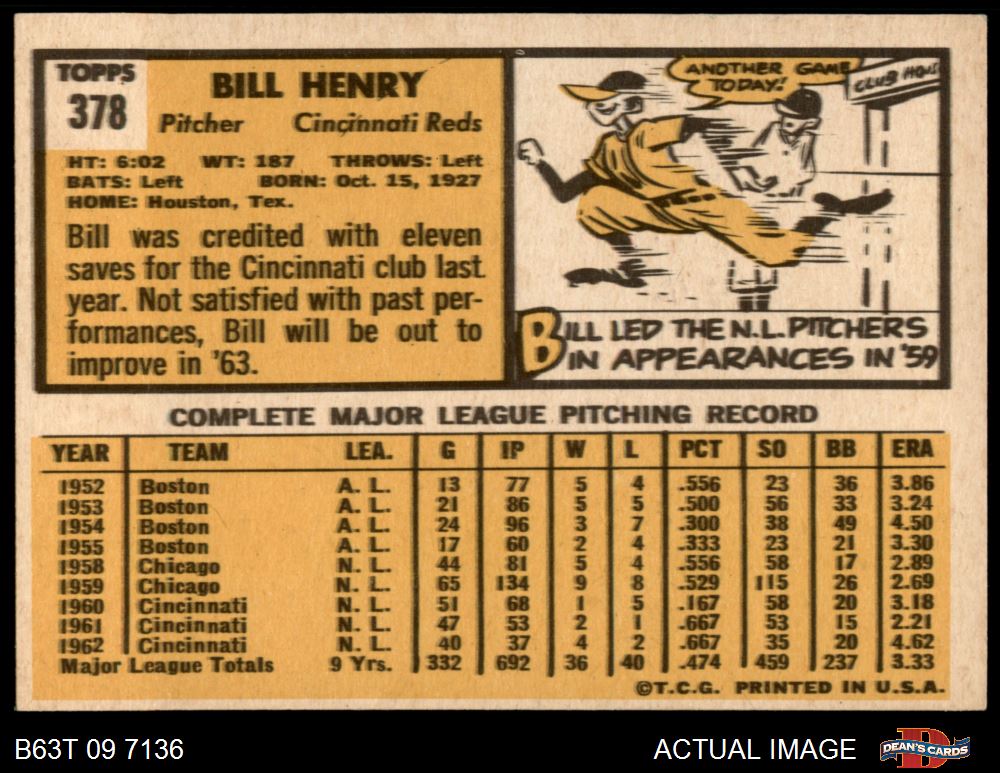 TOPPS
378
BILL HENRY
Pitcher Cincinnati Reds
HT: 6:02 WT: 187 THROWS: Left
BATS: Left BORN: Oct. 15, 1927
HOME: Houston, Tex.
Bill was credited with eleven
saves for the Cincinnati club last
year. Not satisfied with past per-
formances, Bill will be out to
improve in '63.
ANOTHER GAME
TODAY!
CLUB HOUS
BILL LED THE N.L. PITCHERS
IN APPEARANCES IN '59
COMPLETE MAJOR LEAGUE PITCHING RECORD
YEAR TEAM LEA. G IP W L PCT SO BB ERA
1952 Boston A. L. 13 77 5 4 .556 23 36 3.86
1953 Boston A. L. 21 86 5 5 .500 56 33 3.24
1954 Boston A. L. 24 96 3 7 .300 38 49 4.50
1955 Boston A. L. 17 60 2 4 .333 23 21 3.30
1958 Chicago N. L. 44 81 5 4 .556 58 17 2.89
1959 Chicago N. L. 65 134 9 8 .529 115 26 2.69
1960 Cincinnati N. L. 51 68 1 5 .167 58 20 3.18
1961 Cincinnati N. L. 47 53 2 1 .667 53 15 2.21
1962 Cincinnati N. L. 40 37 4 2 .667 35 20 4.62
Major League Totals 9 Yrs. 332 692 36 40 .474 459 237 3.33
©T.C.G. PRINTED IN U.S.A.
B63T 09 7136 ACTUAL IMAGE DEAN'S CARDS